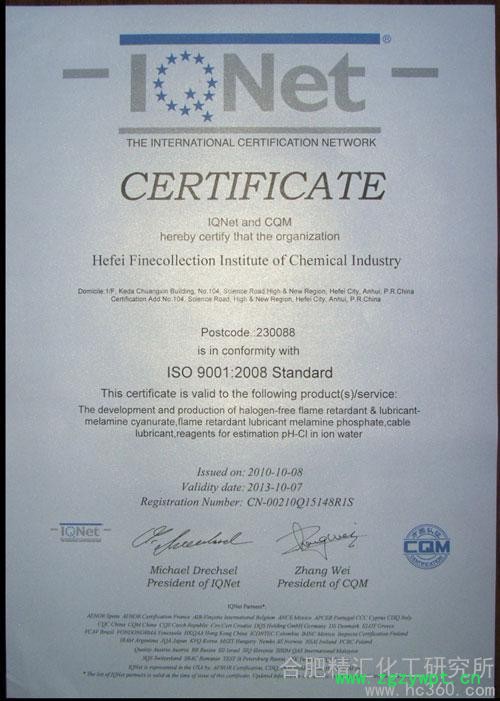 IQNet ®
THE INTERNATIONAL CERTIFICATION NETWORK
CERTIFICATE
IQNet and CQM
hereby certify that the organization
Hefei Finecollection Institute of Chemical Industry
Domicile:1/F, Keda Chuangxin Building, No.104, Science Road,High & New Region, Hefei City, Anhui, P.R.China
Certification Add:No.104, Science Road, High & New Region, Hefei City, Anhui, P.R.China
Postcode.:230088
is in conformity with
ISO 9001:2008 Standard
This certificate is valid to the following product(s)/service:
The development and production of halogen-free flame retardant & lubricant-
melamine cyanurate,flame retardant lubricant melamine phosphate,cable
lubricant,reagents for estimation pH-Cl in ion water
Issued on: 2010-10-08
Validity date: 2013-10-07
Registration Number: CN-00210Q15148R1S
IQNet
CQM
Michael Drechsel
President of IQNet
Zhang Wei
President of CQM
IQNet Partners*:
合肥精汇化工研究所
www.zgzywpt.cn
www.hc360.com